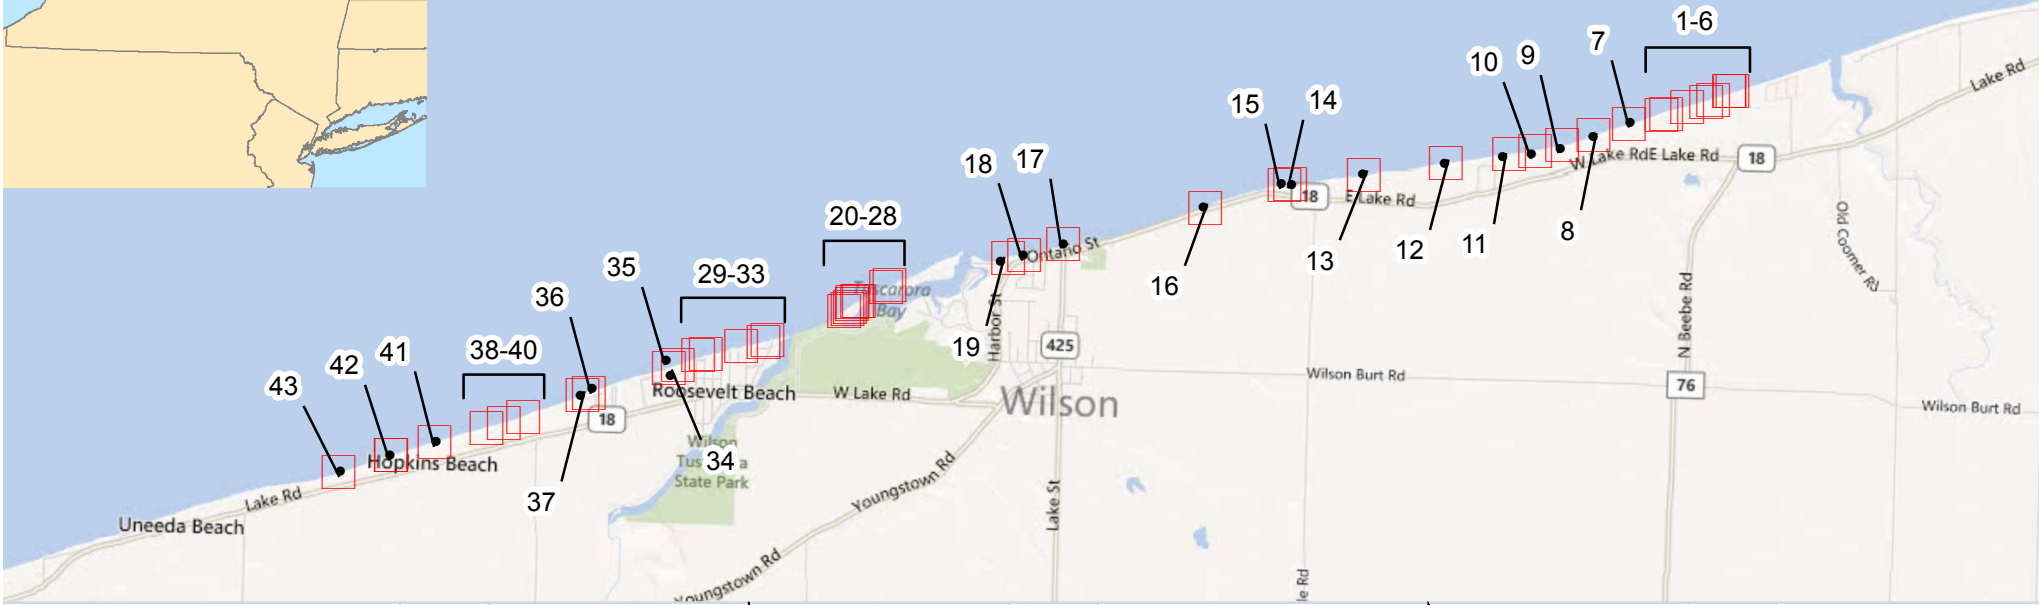 1-6
7
9
10
Lake Rd
14
15
W Lake Rd
E Lake Rd
18
17
18
18
E Lake Rd
20-28
8
11
12
13
Old Coomer Rd
Ontario St
35
29-33
16
Tuscarora
Bay
36
Harbor St
N Beebe Rd
19
425
38-40
41
42
43
Roosevelt Beach
W Lake Rd
Wilson
Wilson Burt Rd
76
Wilson Burt Rd
18
Hopkins Beach
34
Wilson
State Park
37
Lake Rd
Youngstown Rd
Lake St
Uneeda Beach
Youngstown Rd
le Rd